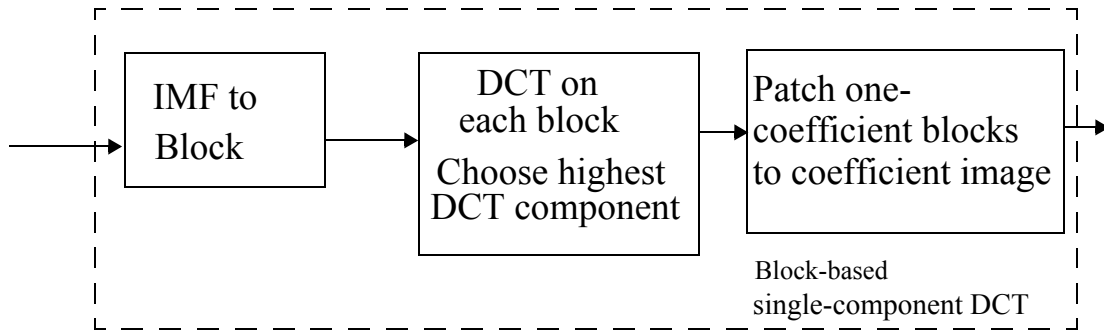 IMF to
Block
DCT on
each block
Choose highest
DCT component
Patch one-
coefficient blocks
to coefficient image
Block-based
single-component DCT